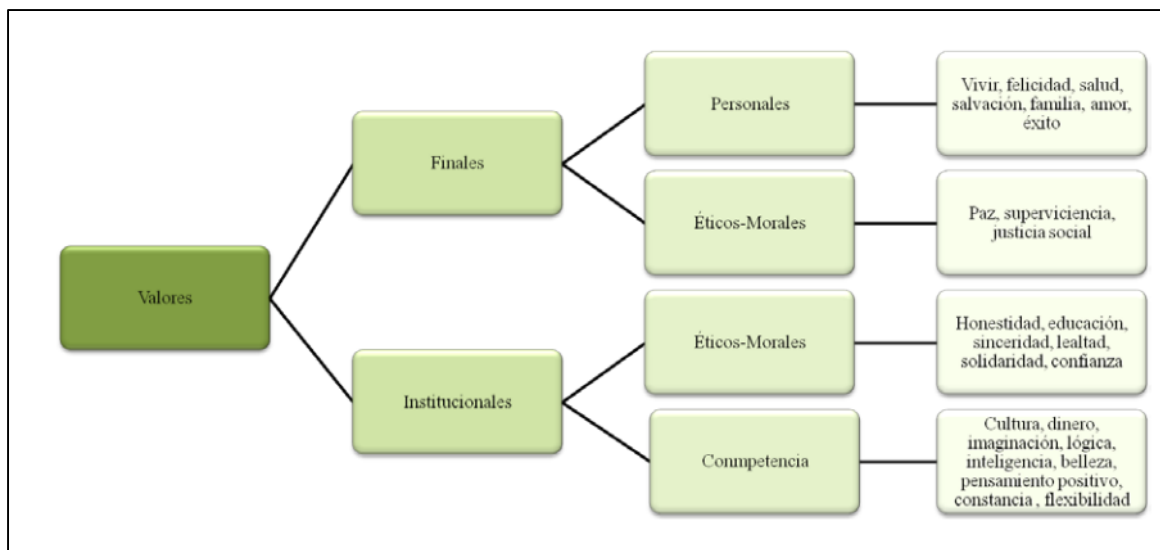 Valores
Finales
Personales
Vivir, felicidad, salud,
salvación, familia, amor,
éxito
Éticos-Morales
Paz, superviciencia,
justicia social
Institucionales
Éticos-Morales
Honestidad, educación,
sinceridad, lealtad,
solidaridad, confianza
Conmpetencia
Cultura, dinero,
imaginación, lógica,
inteligencia, belleza,
pensamiento positivo,
constancia , flexibilidad